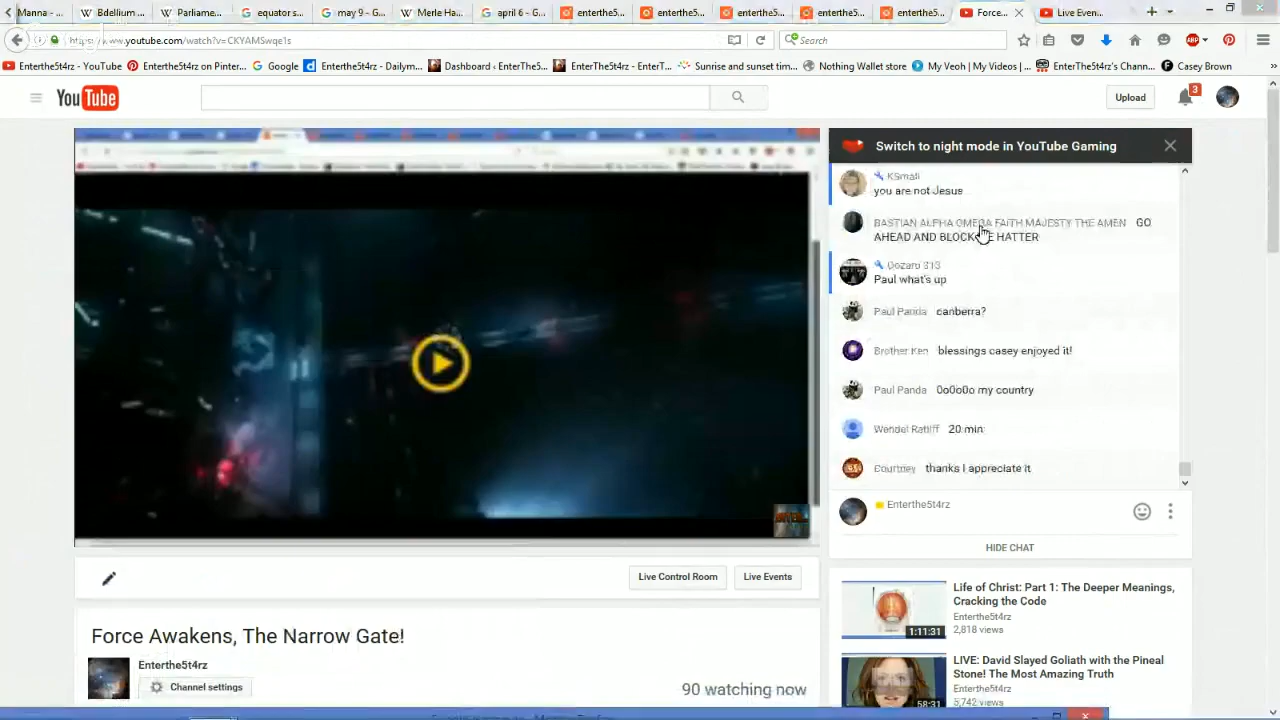 Manna -
Bdellium
Parliame
equators
may 9 - G
Merla Ha
april 6 - G
enterthe5
enterthe5
enterthe5
enterthe5
enterthe5
Force
Live Even
https://www.youtube.com/watch?v=CKYAMSwqe1s
Search
ABP
Enterthe5t4rz - YouTube
Enterthe5t4rz on Pinter...
Google
Enterthe5t4rz - Dailym...
Dashboard ‹ EnterThe5...
EnterThe5t4rz – EnterT...
Sunrise and sunset tim...
Nothing Wallet store
My Veoh | My Videos | ...
EnterThe5t4rz's Chann...
Casey Brown
YouTube
Upload
3
Switch to night mode in YouTube Gaming
KSmall
you are not Jesus
BASTIAN ALPHA OMEGA FAITH MAJESTY THE AMEN GO
AHEAD AND BLOCK HATTER
Gozaru 313
Paul what's up
Paul Panda canberra?
Brother Ken blessings casey enjoyed it!
Paul Panda 0o0o0o my country
Wendel Ratliff 20 min
Courtney thanks I appreciate it
Enterthe5t4rz
HIDE CHAT
Live Control Room
Live Events
Force Awakens, The Narrow Gate!
Enterthe5t4rz
Channel settings
90 watching now
Life of Christ: Part 1: The Deeper Meanings,
Cracking the Code
Enterthe5t4rz
2,818 views
1:11:31
LIVE: David Slayed Goliath with the Pineal
Stone! The Most Amazing Truth
Enterthe5t4rz
5,742 views
58:31